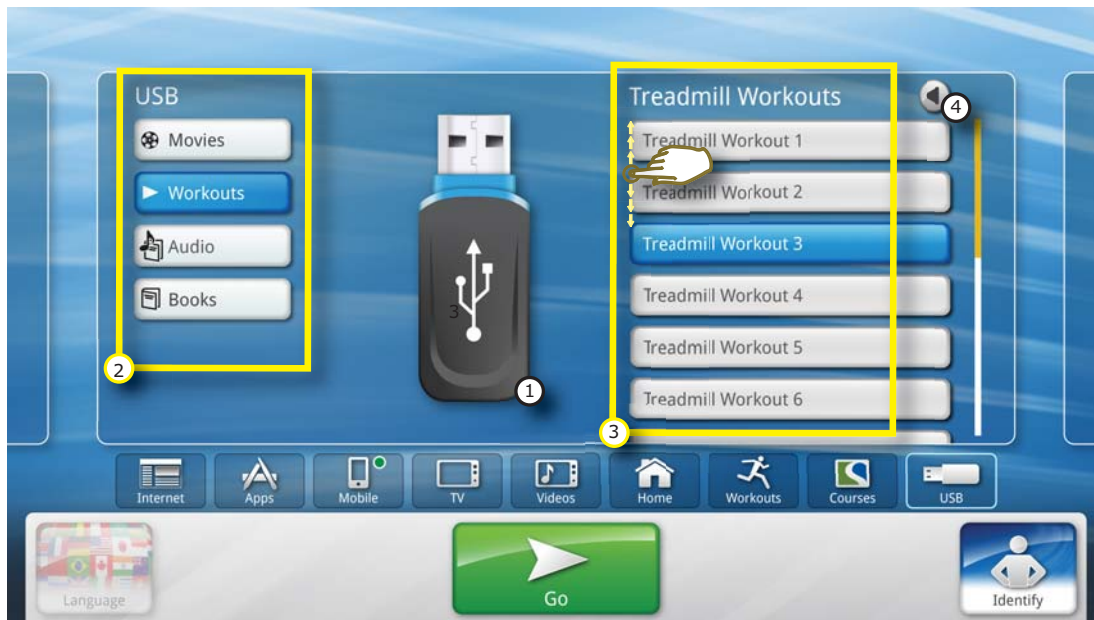 USB
Movies
Workouts
Audio
Books
2
3
1
Treadmill Workouts
4
Treadmill Workout 1
Treadmill Workout 2
Treadmill Workout 3
Treadmill Workout 4
Treadmill Workout 5
Treadmill Workout 6
3
Internet
Apps
Mobile
TV
Videos
Home
Workouts
Courses
USB
Language
Go
Identify